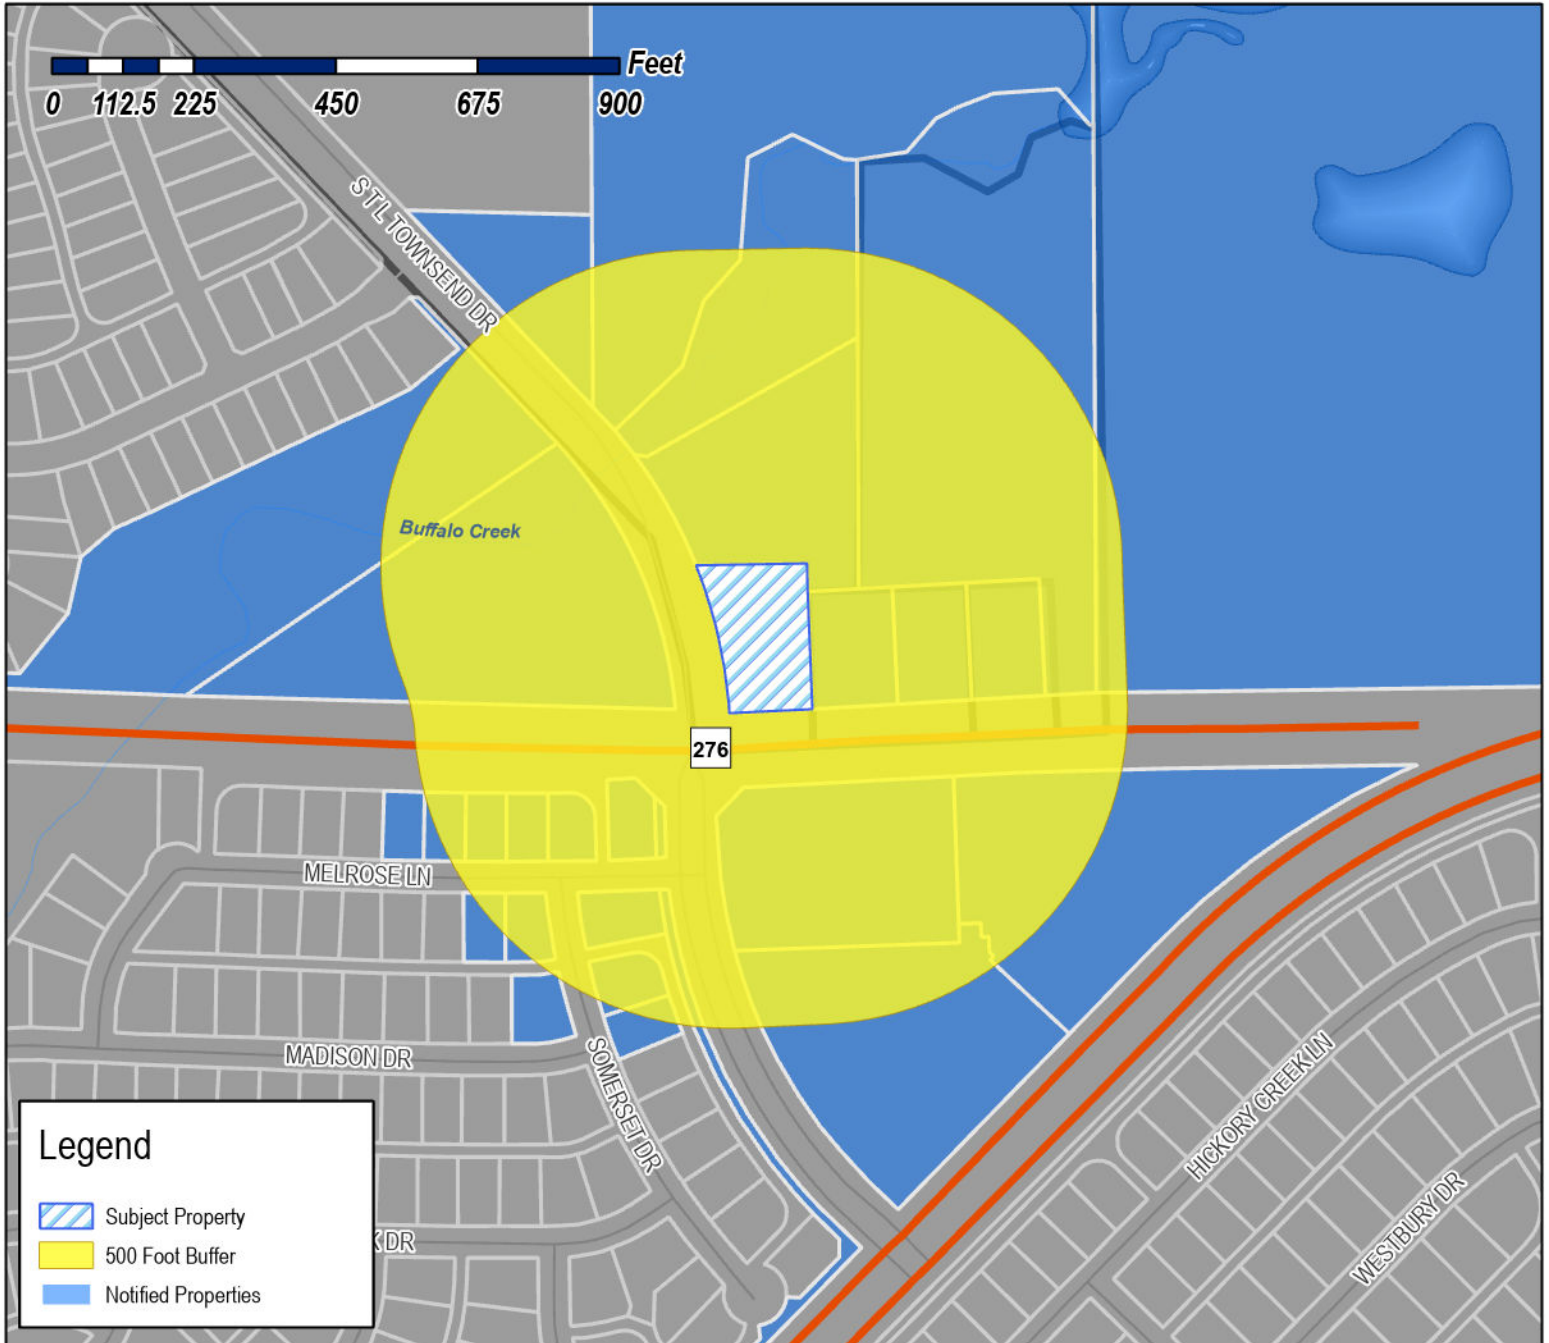 Feet
0 112.5 225 450 675 900
S T L TOWNSEND DR
Buffalo Creek
276
MELROSE LN
MADISON DR
SOMERSET DR
HICKORY CREEK LN
WESTBURY DR
DR
Legend
Subject Property
500 Foot Buffer
Notified Properties